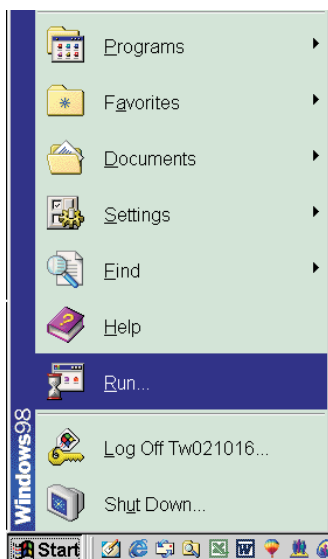 Programs
Favorites
Documents
Settings
Find
Help
Run...
Log Off Tw021016...
Shut Down...
Windows98
Start